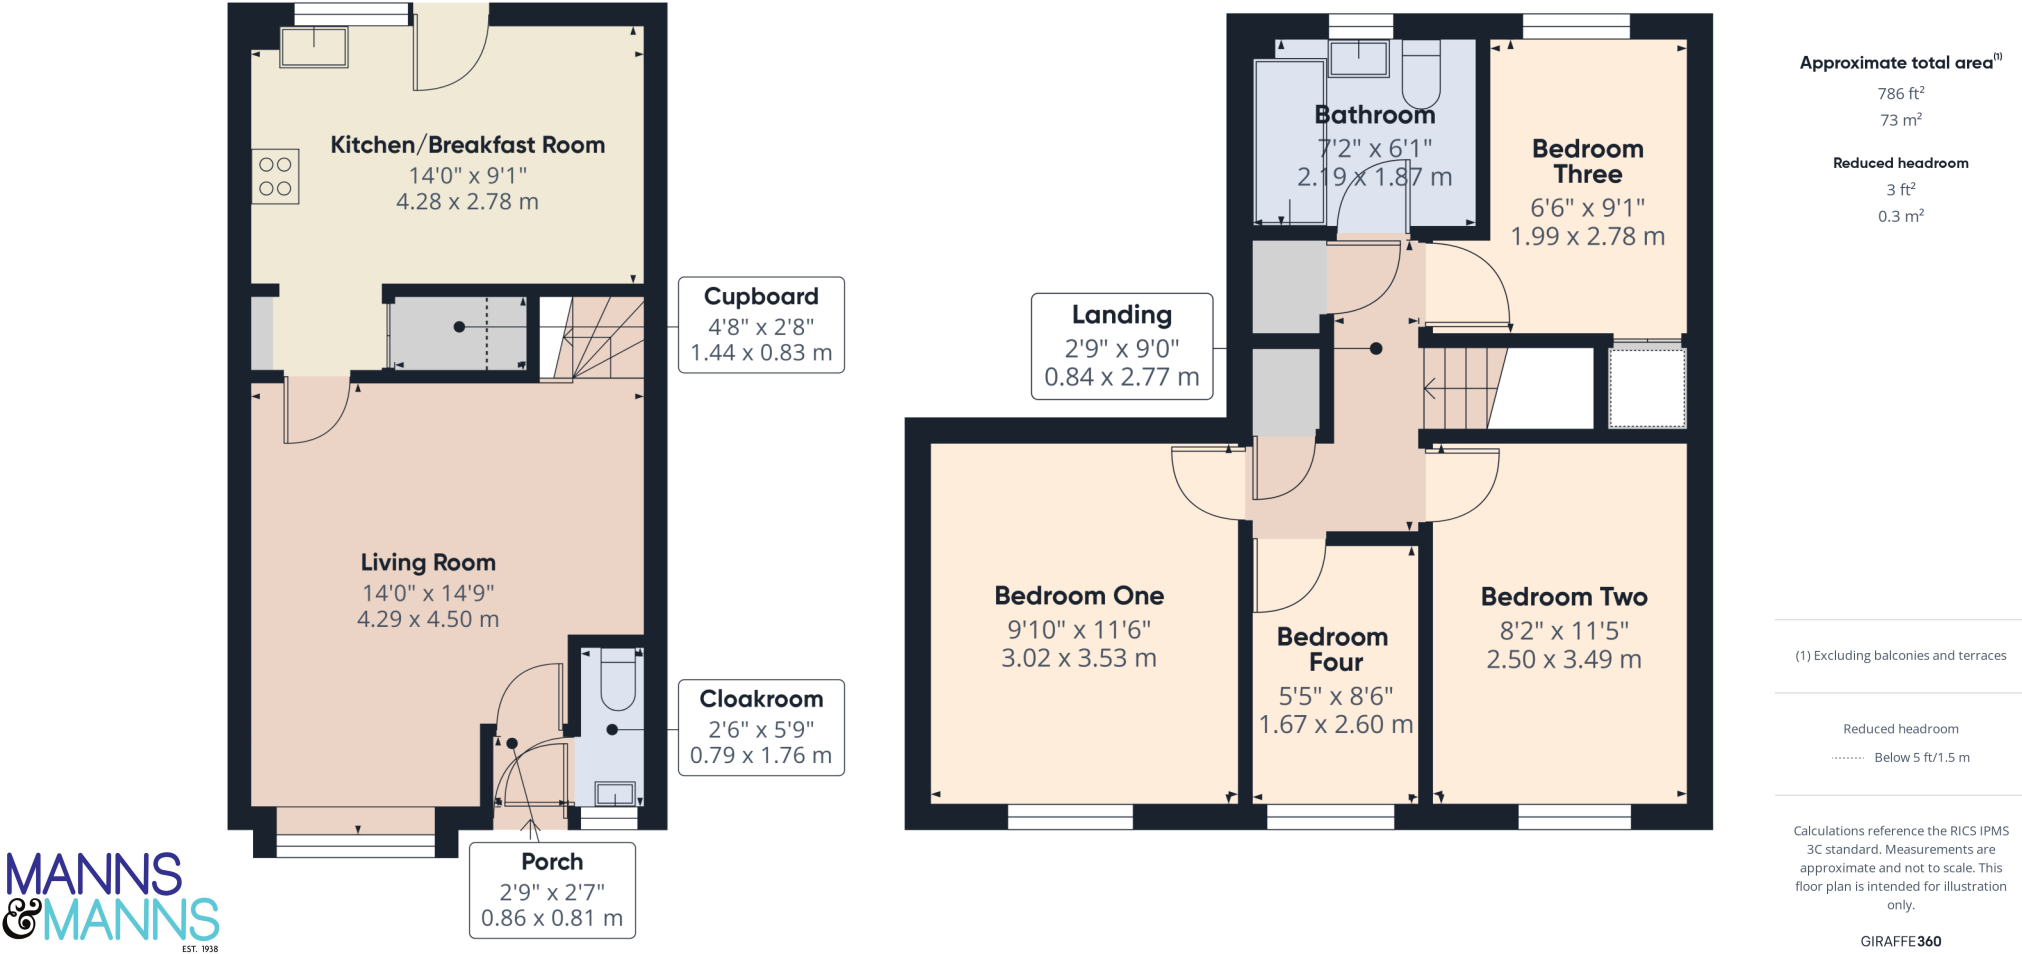 Kitchen/Breakfast Room
14'0" x 9'1"
4.28 x 2.78 m
Cupboard
4'8" x 2'8"
1.44 x 0.83 m
Living Room
14'0" x 14'9"
4.29 x 4.50 m
Cloakroom
2'6" x 5'9"
0.79 x 1.76 m
Porch
2'9" x 2'7"
0.86 x 0.81 m
MANNS
&MANNS
EST. 1938
Bathroom
7'2" x 6'1"
2.19 x 1.87 m
Bedroom
Three
6'6" x 9'1"
1.99 x 2.78 m
Landing
2'9" x 9'0"
0.84 x 2.77 m
Bedroom One
9'10" x 11'6"
3.02 x 3.53 m
Bedroom
Four
5'5" x 8'6"
1.67 x 2.60 m
Bedroom Two
8'2" x 11'5"
2.50 x 3.49 m
Approximate total area(1)
786 ft²
73 m²
Reduced headroom
3 ft²
0.3 m²
(1) Excluding balconies and terraces
Reduced headroom
Below 5 ft/1.5 m
Calculations reference the RICS IPMS
3C standard. Measurements are
approximate and not to scale. This
floor plan is intended for illustration
only.
GIRAFFE360